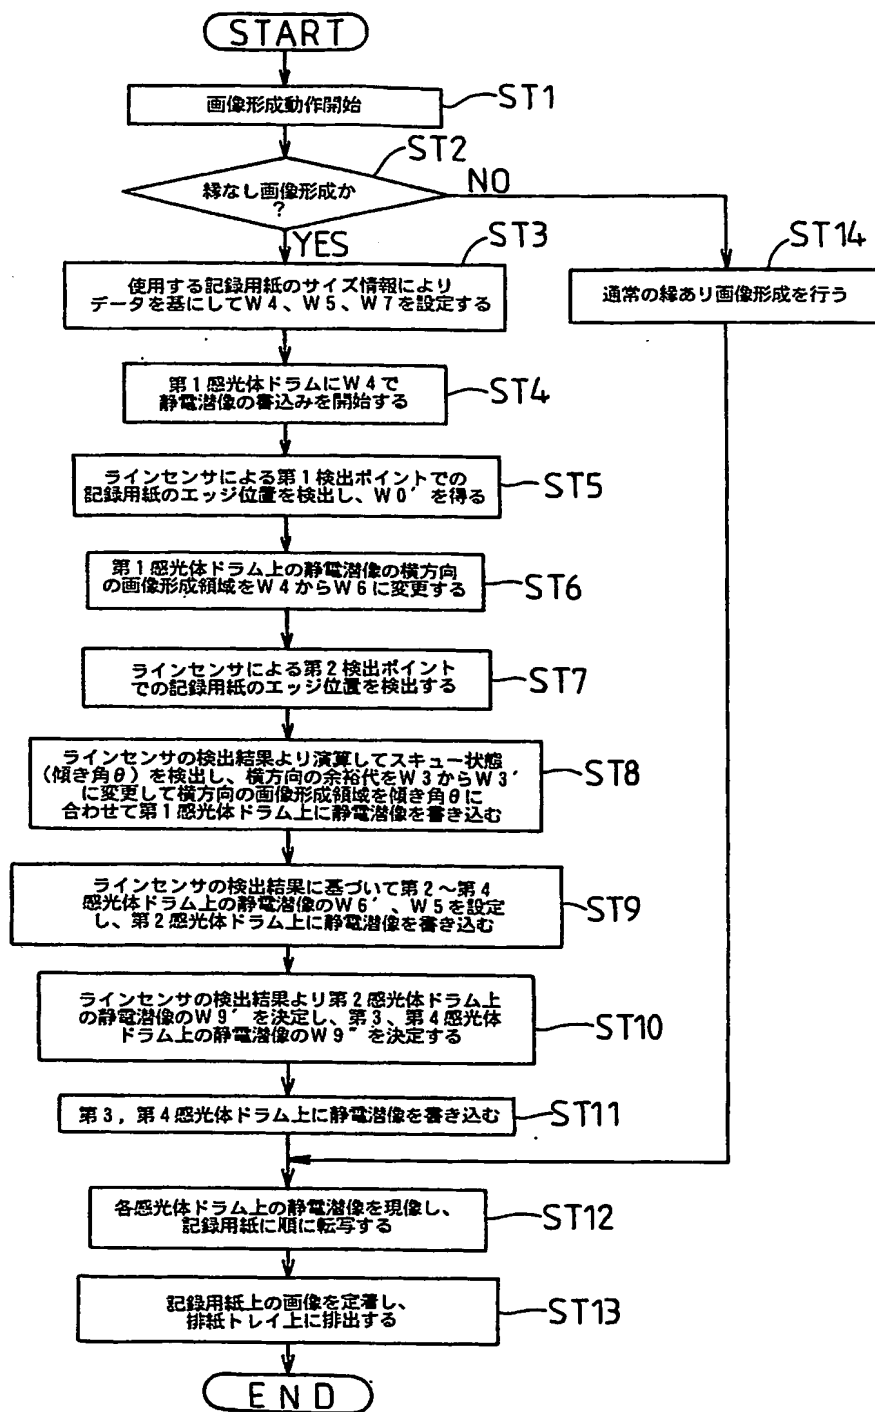 START
画像形成動作開始
ST1
縁なし画像形成か
?
ST2
NO
YES
使用する記録用紙のサイズ情報により
データを基にしてW4、W5、W7を設定する
ST3
通常の縁あり画像形成を行う
ST14
第1感光体ドラムにW4で
静電潜像の書込みを開始する
ST4
ラインセンサによる第1検出ポイントでの
記録用紙のエッジ位置を検出し、W0′を得る
ST5
第1感光体ドラム上の静電潜像の横方向
の画像形成領域をW4からW6に変更する
ST6
ラインセンサによる第2検出ポイント
での記録用紙のエッジ位置を検出する
ST7
ラインセンサの検出結果より演算してスキュー状態
(傾き角θ)を検出し、横方向の余裕代をW3からW3′
に変更して横方向の画像形成領域を傾き角θに
合わせて第1感光体ドラム上に静電潜像を書き込む
ST8
ラインセンサの検出結果に基づいて第2~第4
感光体ドラム上の静電潜像のW6′、W5を設定
し、第2感光体ドラム上に静電潜像を書き込む
ST9
ラインセンサの検出結果より第2感光体ドラム上
の静電潜像のW9′を決定し、第3、第4感光体
ドラム上の静電潜像のW9″を決定する
ST10
第3,第4感光体ドラム上に静電潜像を書き込む
ST11
各感光体ドラム上の静電潜像を現像し、
記録用紙に順に転写する
ST12
記録用紙上の画像を定着し、
排紙トレイ上に排出する
ST13
END